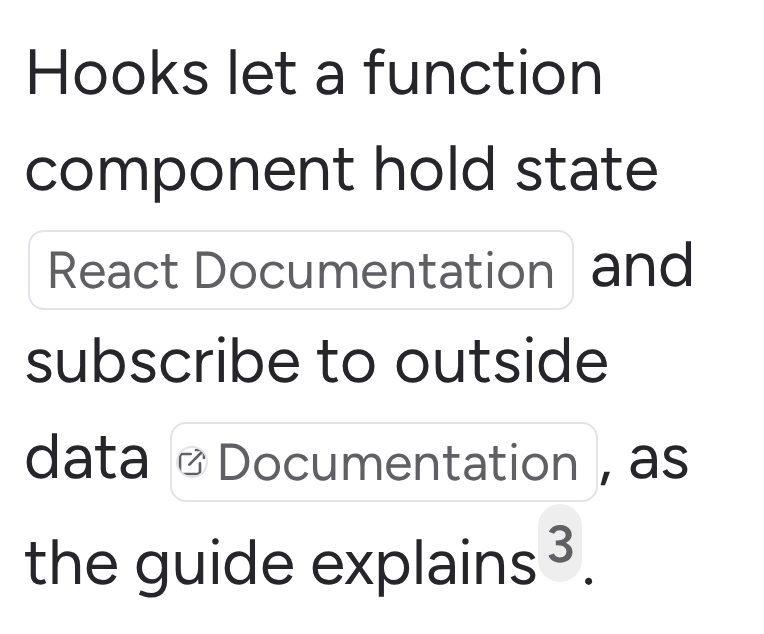 Hooks let a function
component hold state
React Documentation and
subscribe to outside
data Documentation, as
the guide explains3.